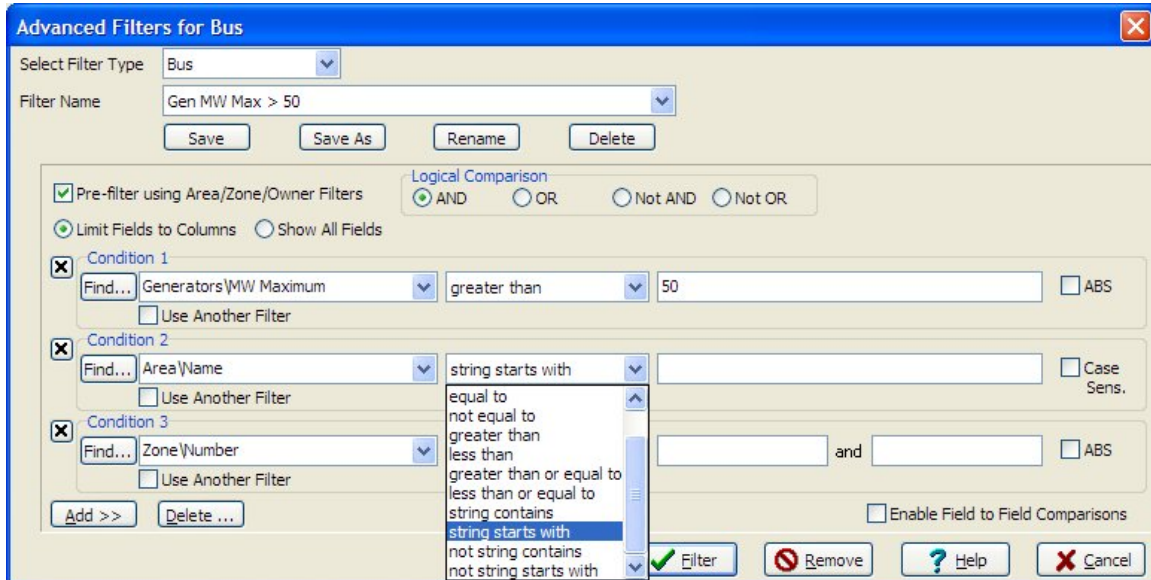 Advanced Filters for Bus
Select Filter Type Bus
Filter Name Gen MW Max > 50
Save Save As Rename Delete
Logical Comparison
Pre-filter using Area/Zone/Owner Filters AND OR Not AND Not OR
Limit Fields to Columns Show All Fields
Condition 1
Find... Generators\MW Maximum greater than 50 ABS
Use Another Filter
Condition 2
Find... Area\Name string starts with Case Sens.
Use Another Filter
equal to
not equal to
greater than
less than
greater than or equal to
less than or equal to
string contains
string starts with
not string contains
not string starts with
Condition 3
Find... Zone\Number and ABS
Use Another Filter
Add >> Delete ... Enable Field to Field Comparisons
Filter Remove Help Cancel